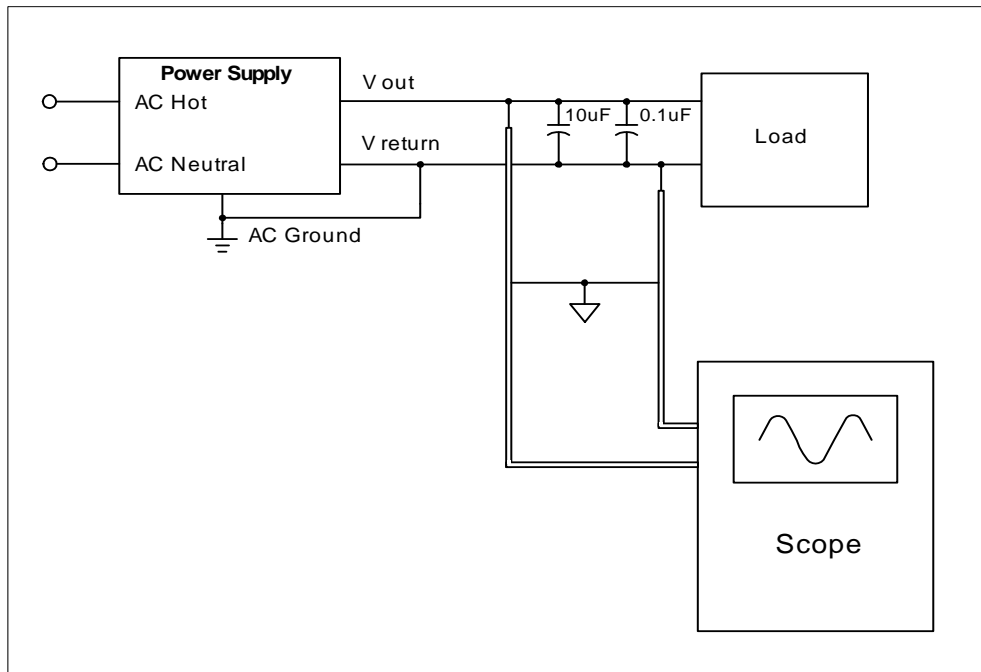 Power Supply
AC Hot
AC Neutral
V out
V return
AC Ground
10uF
0.1uF
Load
Scope